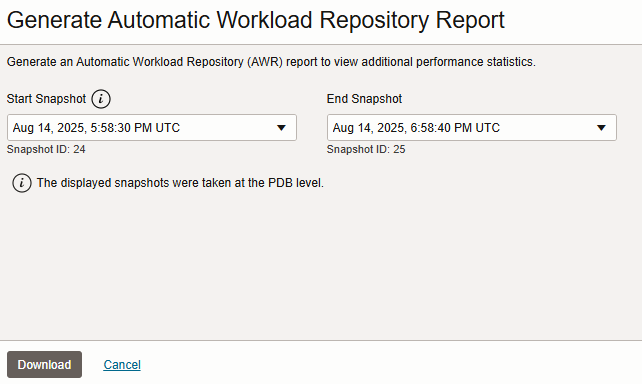 Generate Automatic Workload Repository Report
Generate an Automatic Workload Repository (AWR) report to view additional performance statistics.
Start Snapshot i
End Snapshot
Aug 14, 2025, 5:58:30 PM UTC
Aug 14, 2025, 6:58:40 PM UTC
Snapshot ID: 24
Snapshot ID: 25
i The displayed snapshots were taken at the PDB level.
Download
Cancel